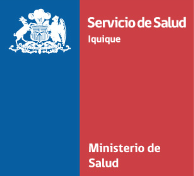 Servicio de Salud
Iquique
Ministerio de
Salud